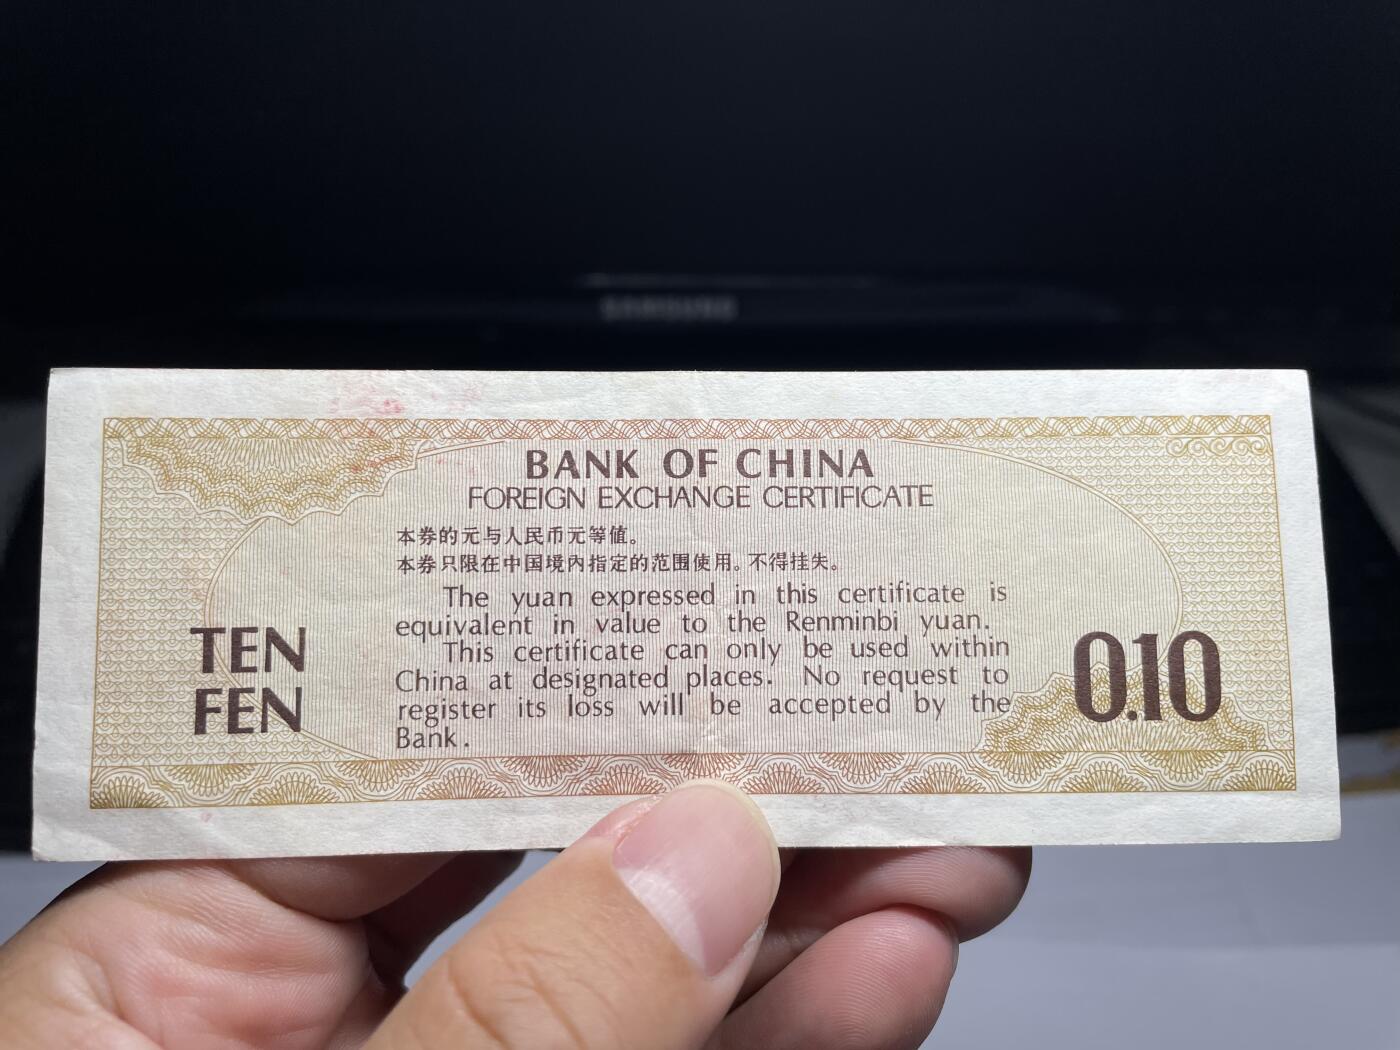 SAMSUNG
BANK OF CHINA
FOREIGN EXCHANGE CERTIFICATE
本券的元与人民币元等值。
本券只限在中国境内指定的范围使用。不得挂失。
The yuan expressed in this certificate is
equivalent in value to the Renminbi yuan.
This certificate can only be used within
China at designated places. No request to
register its loss will be accepted by the
Bank.
TEN
FEN
0.10